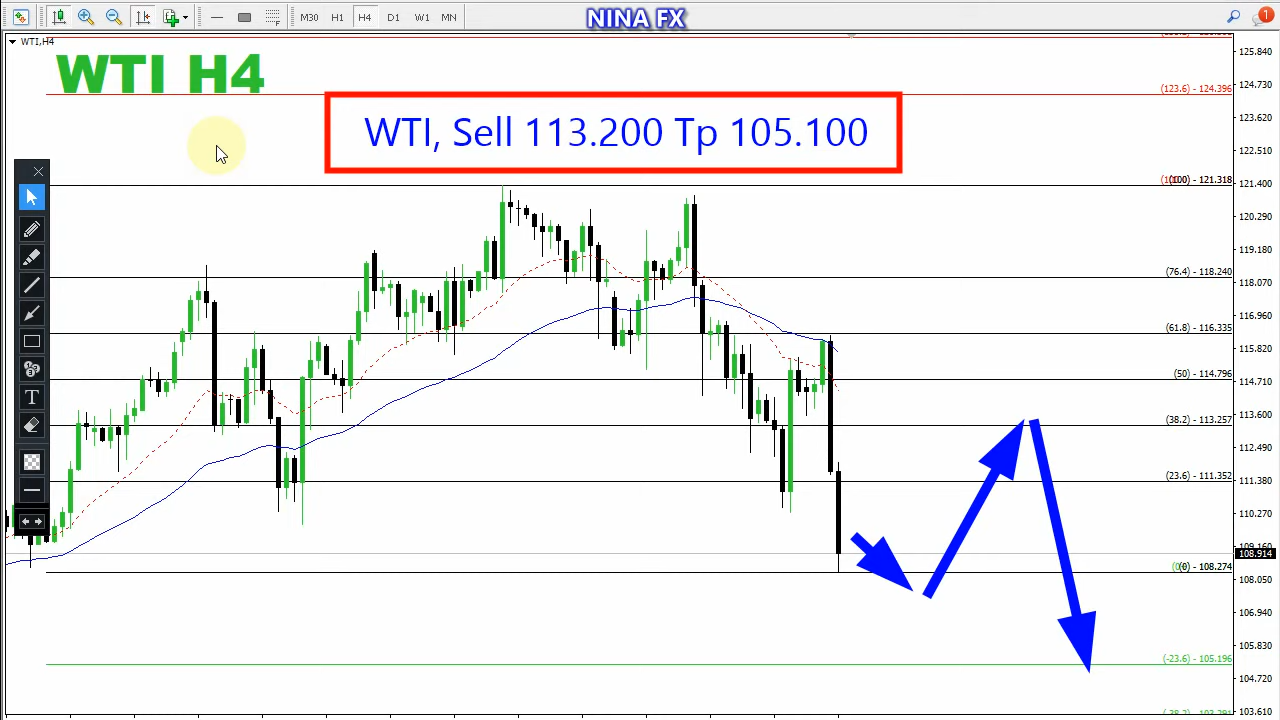 M30 H1 H4 D1 W1 MN
NINA FX
1
WTI,H4
WTI H4
WTI, Sell 113.200 Tp 105.100
(123.6) - 124.396
(100) - 121.318
(76.4) - 118.240
(61.8) - 116.335
(50) - 114.796
(38.2) - 113.257
(23.6) - 111.352
(0) - 108.274
(-23.6) - 105.196
T
125.840
124.730
123.620
122.510
121.400
120.290
119.180
118.070
116.960
115.820
114.710
113.600
112.490
111.380
110.270
109.160
108.914
108.050
106.940
105.830
104.720
103.610